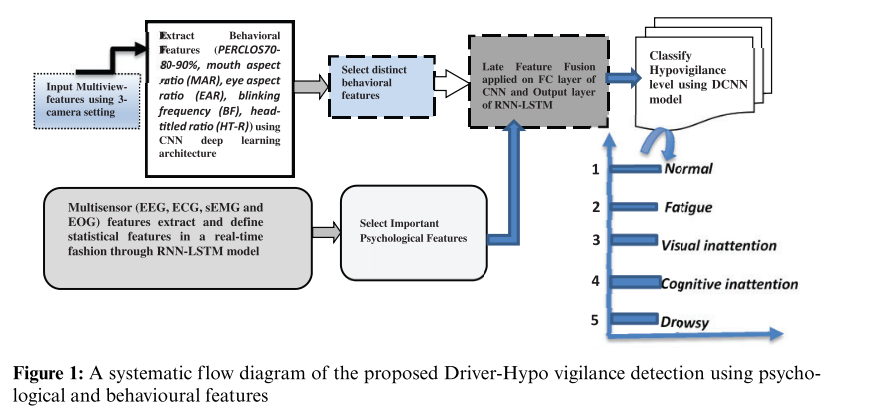 Input Multiview-
features using 3-
camera setting
Extract Behavioral
Features (PERCLOS70-
80-90%, mouth aspect
ratio (MAR), eye aspect
ratio (EAR), blinking
frequency (BF), head-
titled ratio (HT-R)) using
CNN deep learning
architecture
Select distinct
behavioral
features
Late Feature Fusion
applied on FC layer of
CNN and Output layer
of RNN-LSTM
Classify
Hypovigilance
level using DCNN
model
Multisensor (EEG, ECG, sEMG and
EOG) features extract and define
statistical features in a real-time
fashion through RNN-LSTM model
Select Important
Psychological Features
1 Normal
2 Fatigue
3 Visual inattention
4 Cognitive inattention
5 Drowsy
Figure 1: A systematic flow diagram of the proposed Driver-Hypo vigilance detection using psycho-
logical and behavioural features